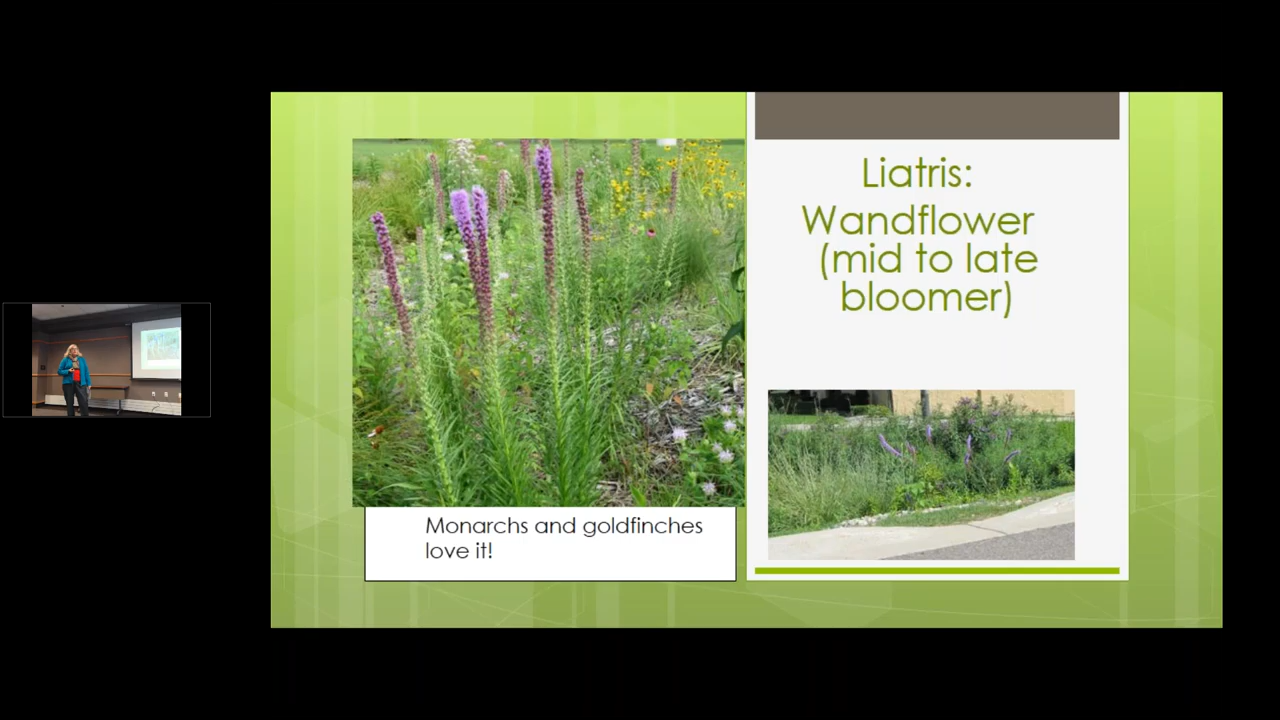 Liatris:
Wandflower
(mid to late
bloomer)
Monarchs and goldfinches
love it!